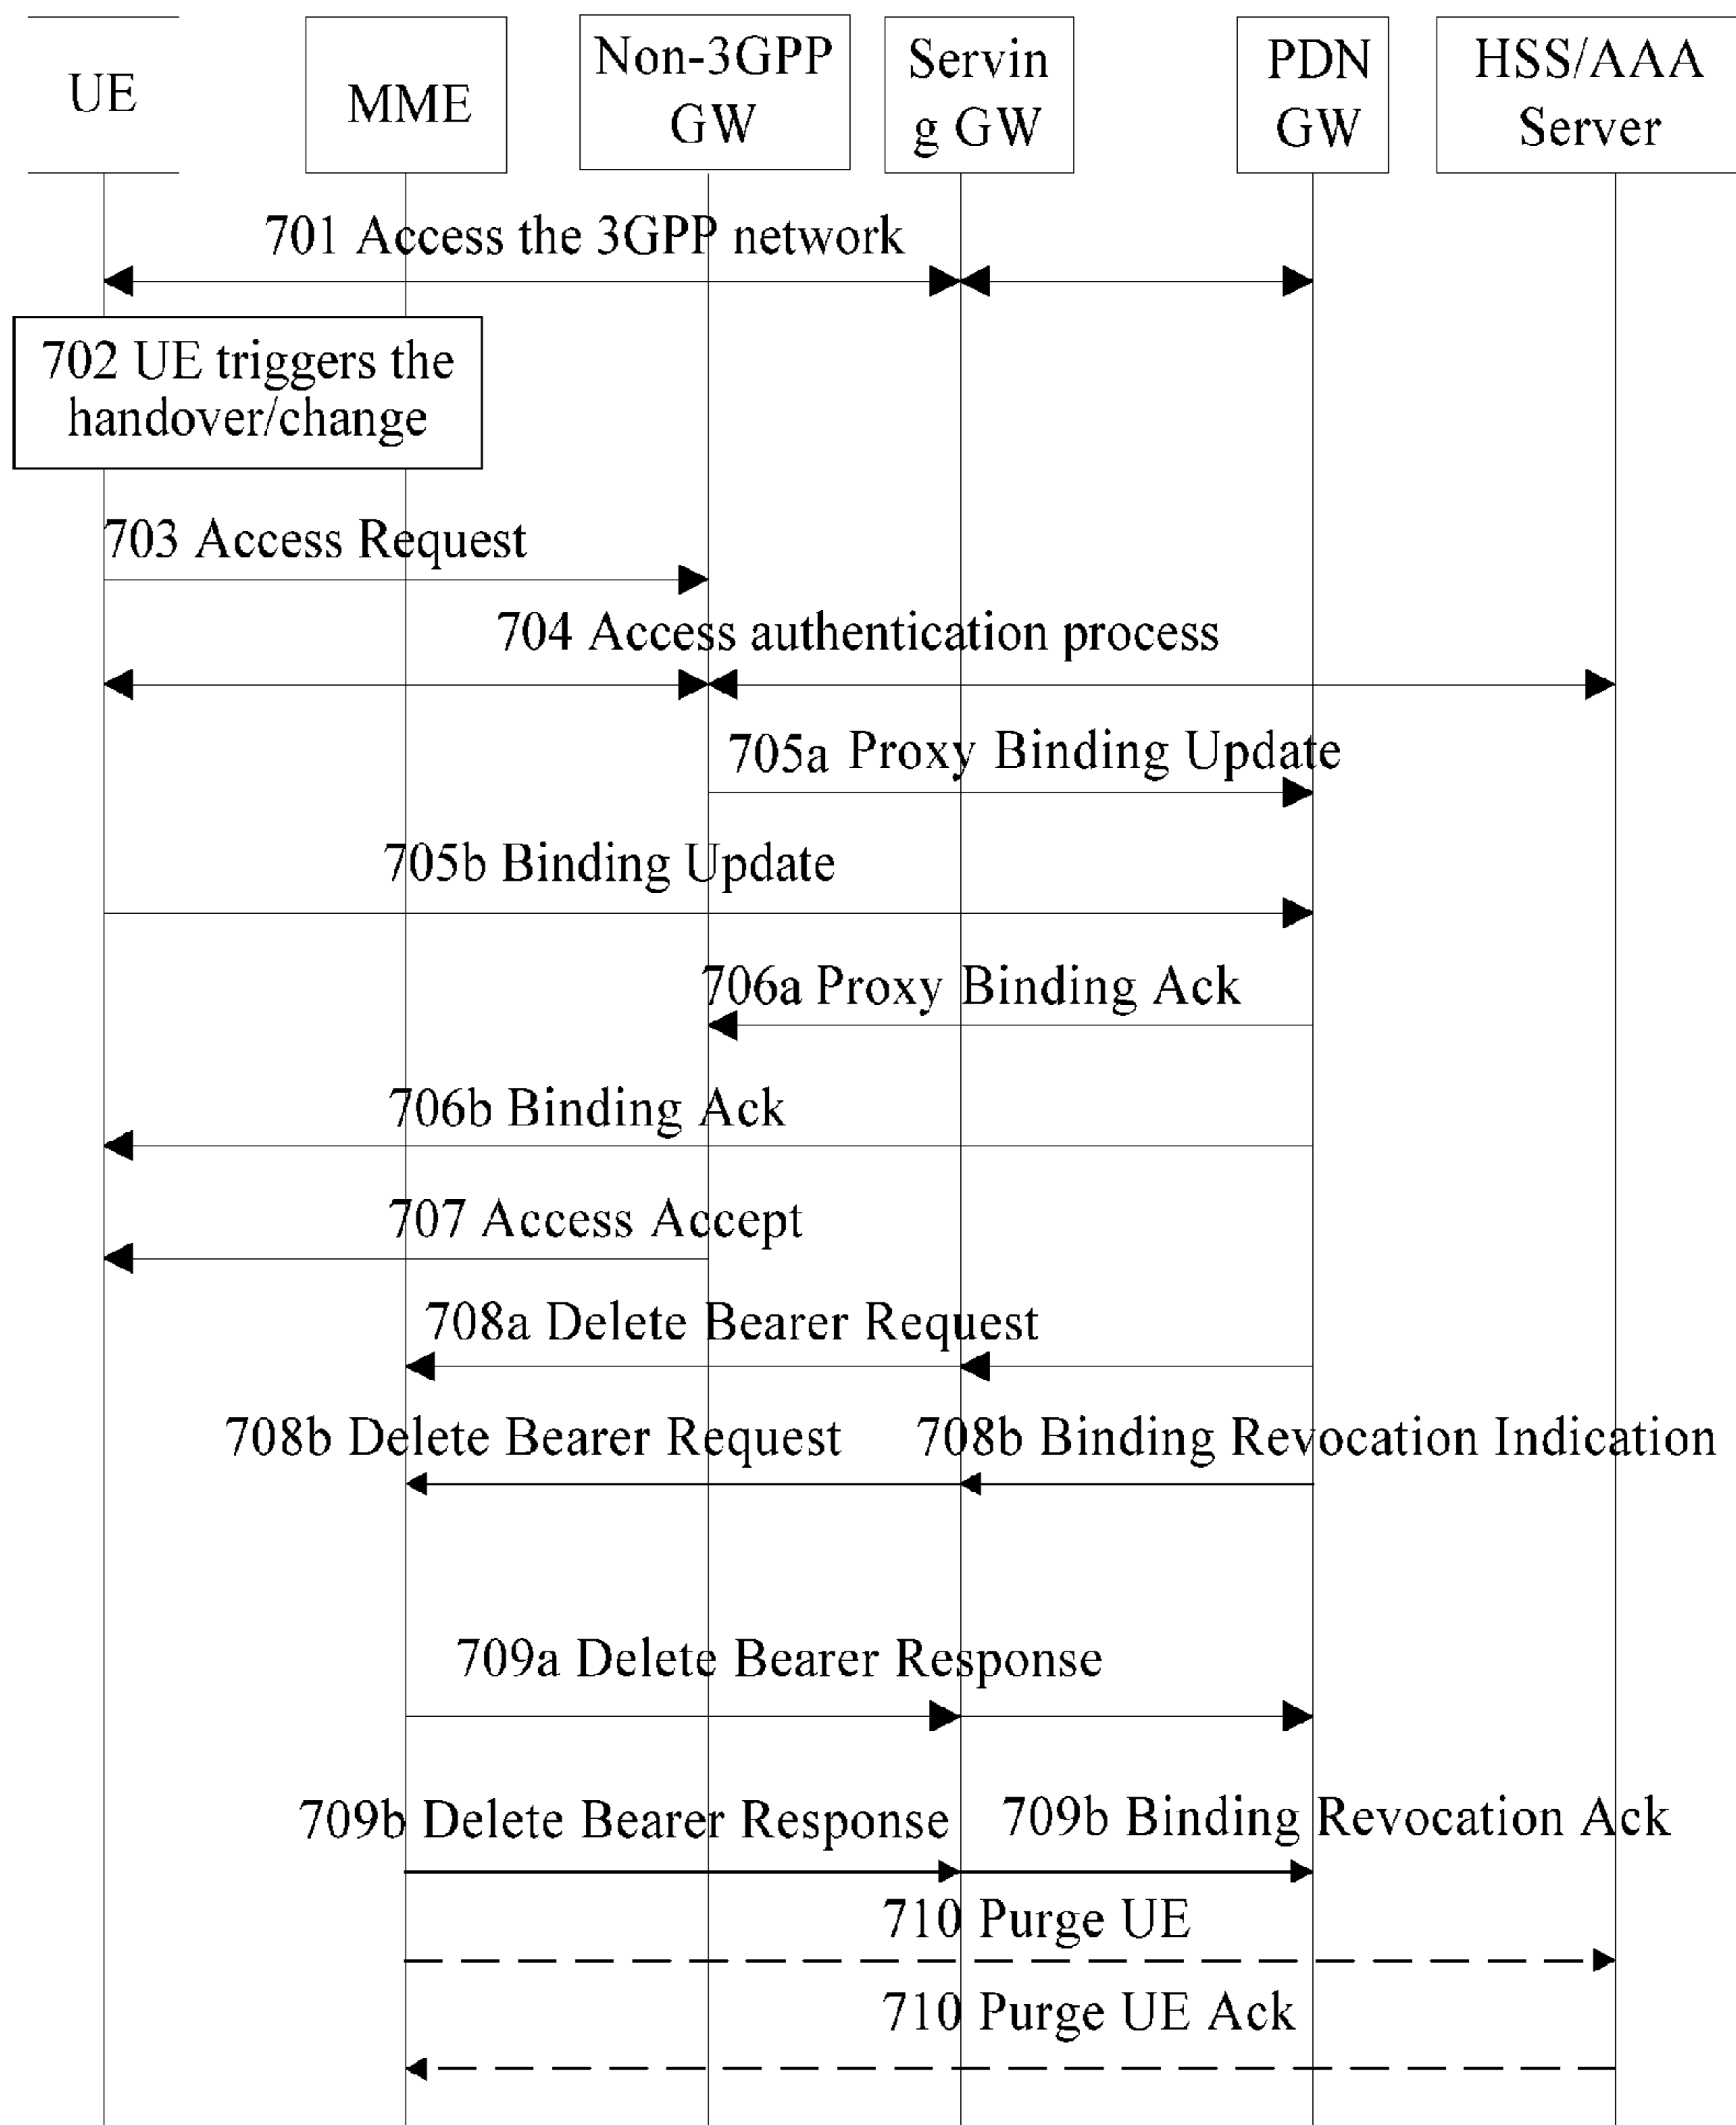 UE
MME
Non-3GPP
GW
Servin
g GW
PDN
GW
HSS/AAA
Server
701 Access the 3GPP network
702 UE triggers the
handover/change
703 Access Request
704 Access authentication process
705a Proxy Binding Update
705b Binding Update
706a Proxy Binding Ack
706b Binding Ack
707 Access Accept
708a Delete Bearer Request
708b Delete Bearer Request
708b Binding Revocation Indication
709a Delete Bearer Response
709b Delete Bearer Response
709b Binding Revocation Ack
710 Purge UE
710 Purge UE Ack